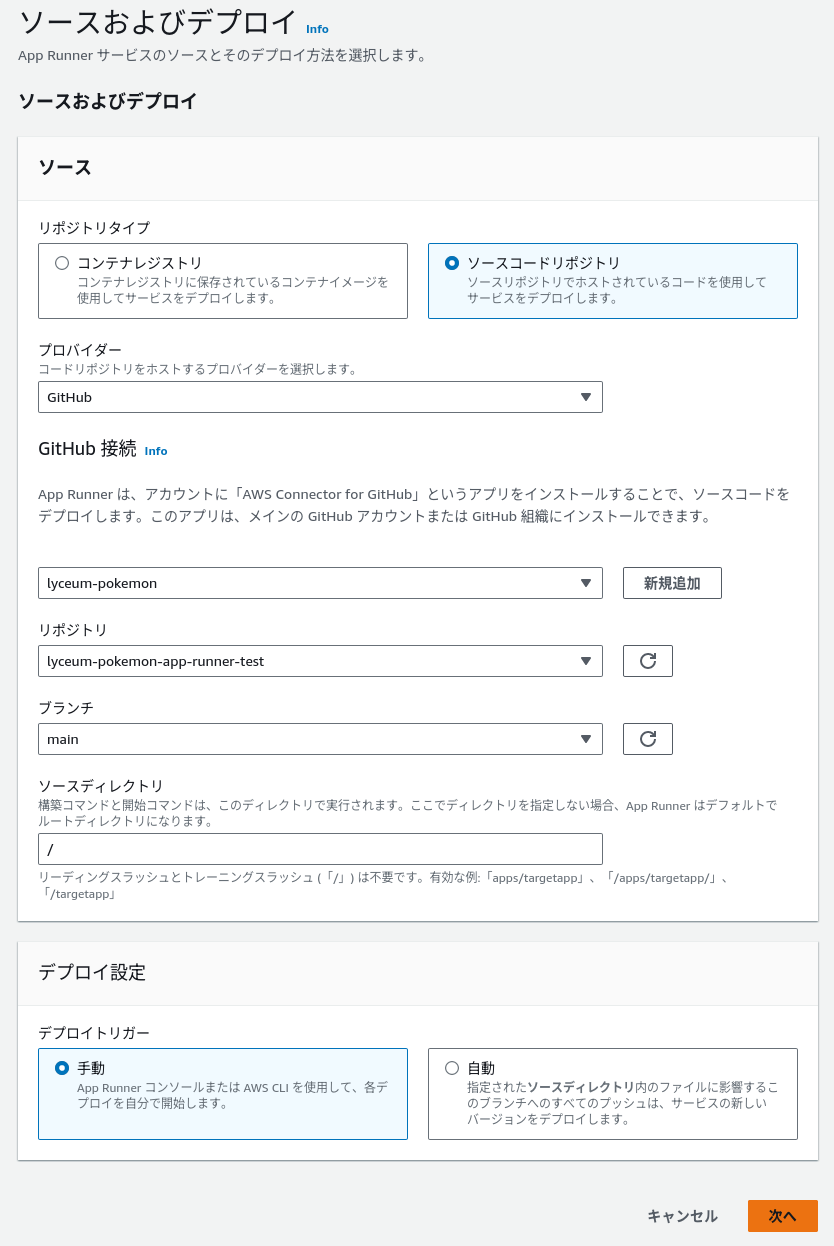 ソースおよびデプロイ Info
App Runner サービスのソースとそのデプロイ方法を選択します。
ソースおよびデプロイ
ソース
リポジトリタイプ
コンテナレジストリ
コンテナレジストリに保存されているコンテナイメージを
使用してサービスをデプロイします。
ソースコードリポジトリ
ソースリポジトリでホストされているコードを使用して
サービスをデプロイします。
プロバイダー
コードリポジトリをホストするプロバイダーを選択します。
GitHub
GitHub 接続 Info
App Runner は、アカウントに「AWS Connector for GitHub」というアプリをインストールすることで、ソースコードを
デプロイします。このアプリは、メインの GitHub アカウントまたは GitHub 組織にインストールできます。
lyceum-pokemon
新規追加
リポジトリ
lyceum-pokemon-app-runner-test
ブランチ
main
ソースディレクトリ
構築コマンドと開始コマンドは、このディレクトリで実行されます。ここでディレクトリを指定しない場合、App Runner はデフォルトで
ルートディレクトリになります。
/
リーディングスラッシュとトレーニングスラッシュ (「/」) は不要です。有効な例:「apps/targetapp」、「/apps/targetapp/」、
「/targetapp」
デプロイ設定
デプロイトリガー
手動
App Runner コンソールまたは AWS CLI を使用して、各デ
プロイを自分で開始します。
自動
指定されたソースディレクトリ内のファイルに影響するこ
のブランチへのすべてのプッシュは、サービスの新しい
バージョンをデプロイします。
キャンセル
次へ